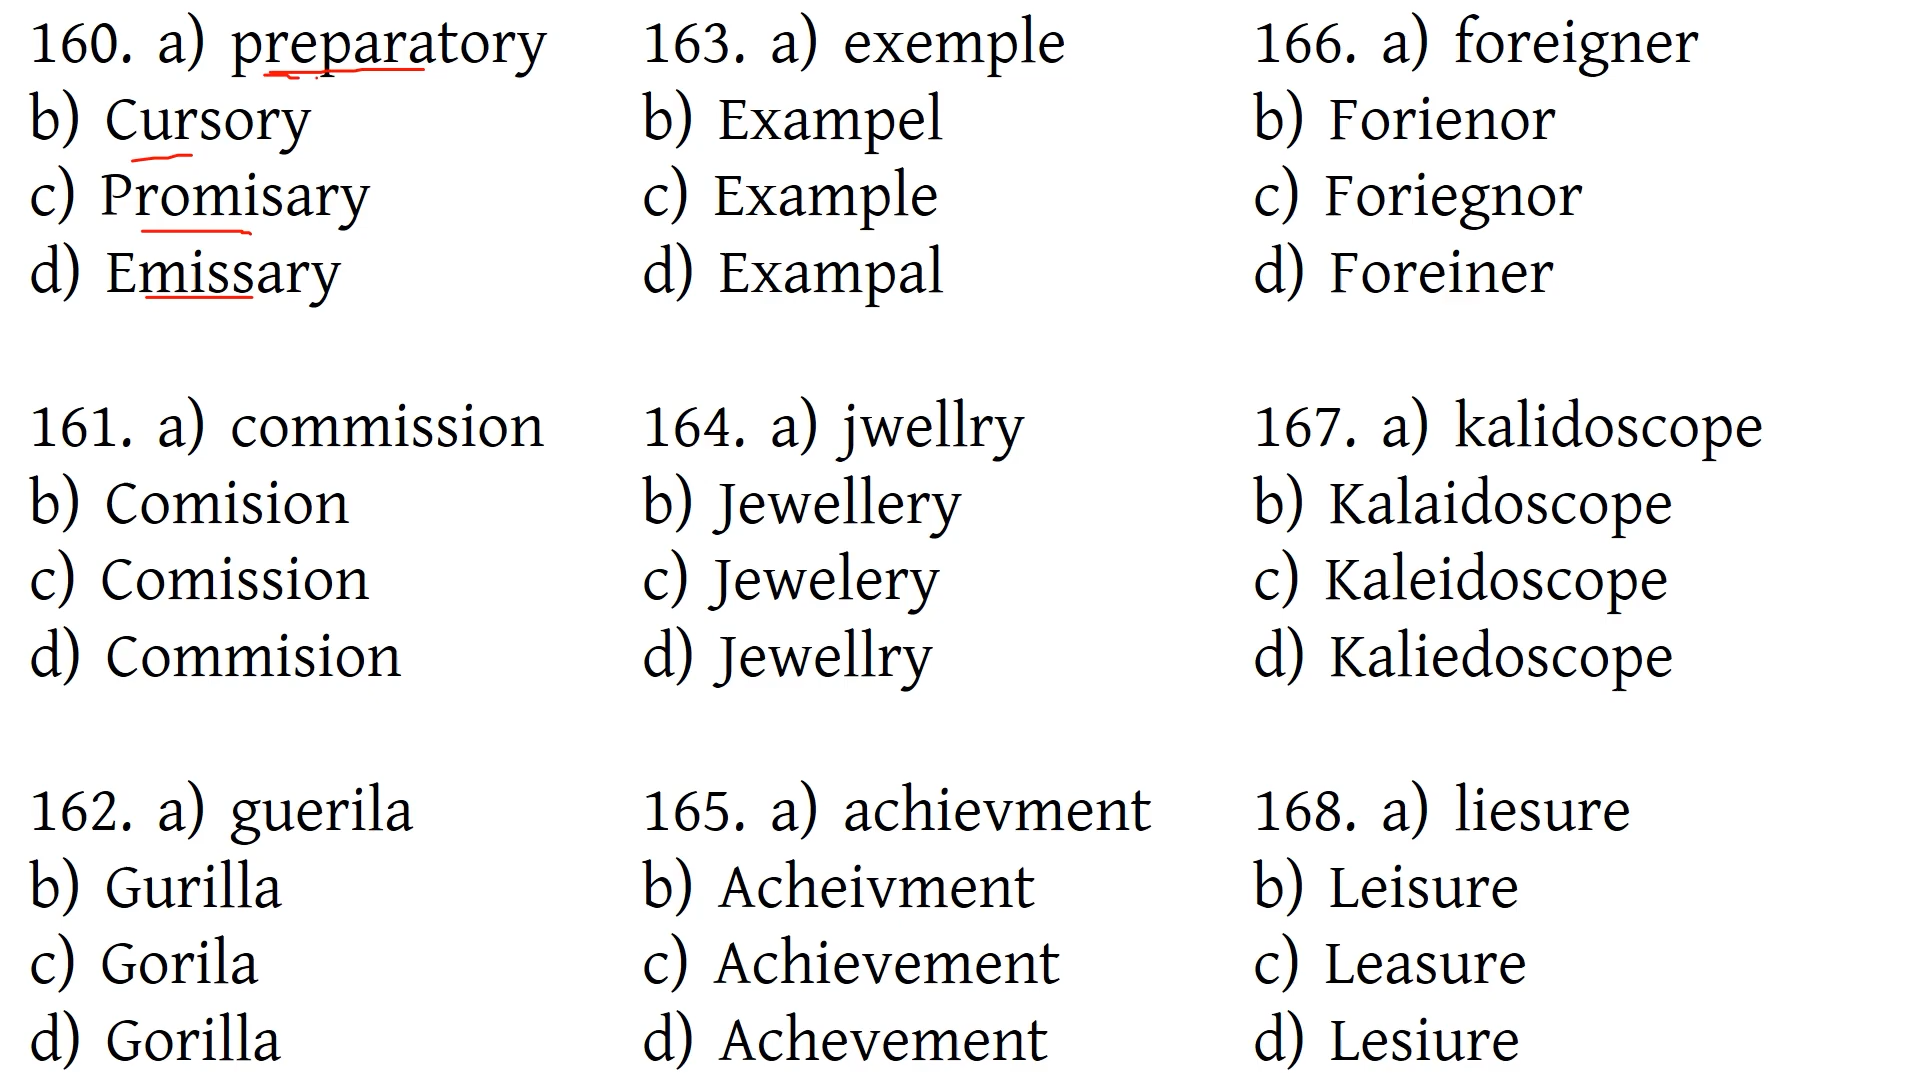 160. a) preparatory
b) Cursory
c) Promisary
d) Emissary
161. a) commission
b) Comision
c) Comission
d) Commision
162. a) guerila
b) Gurilla
c) Gorila
d) Gorilla
163. a) exemple
b) Exampel
c) Example
d) Exampal
164. a) jwellry
b) Jewellery
c) Jewelery
d) Jewellry
165. a) achievment
b) Acheivment
c) Achievement
d) Achevement
166. a) foreigner
b) Forienor
c) Foriegnor
d) Foreiner
167. a) kalidoscope
b) Kalaidoscope
c) Kaleidoscope
d) Kaliedoscope
168. a) liesure
b) Leisure
c) Leasure
d) Lesiure